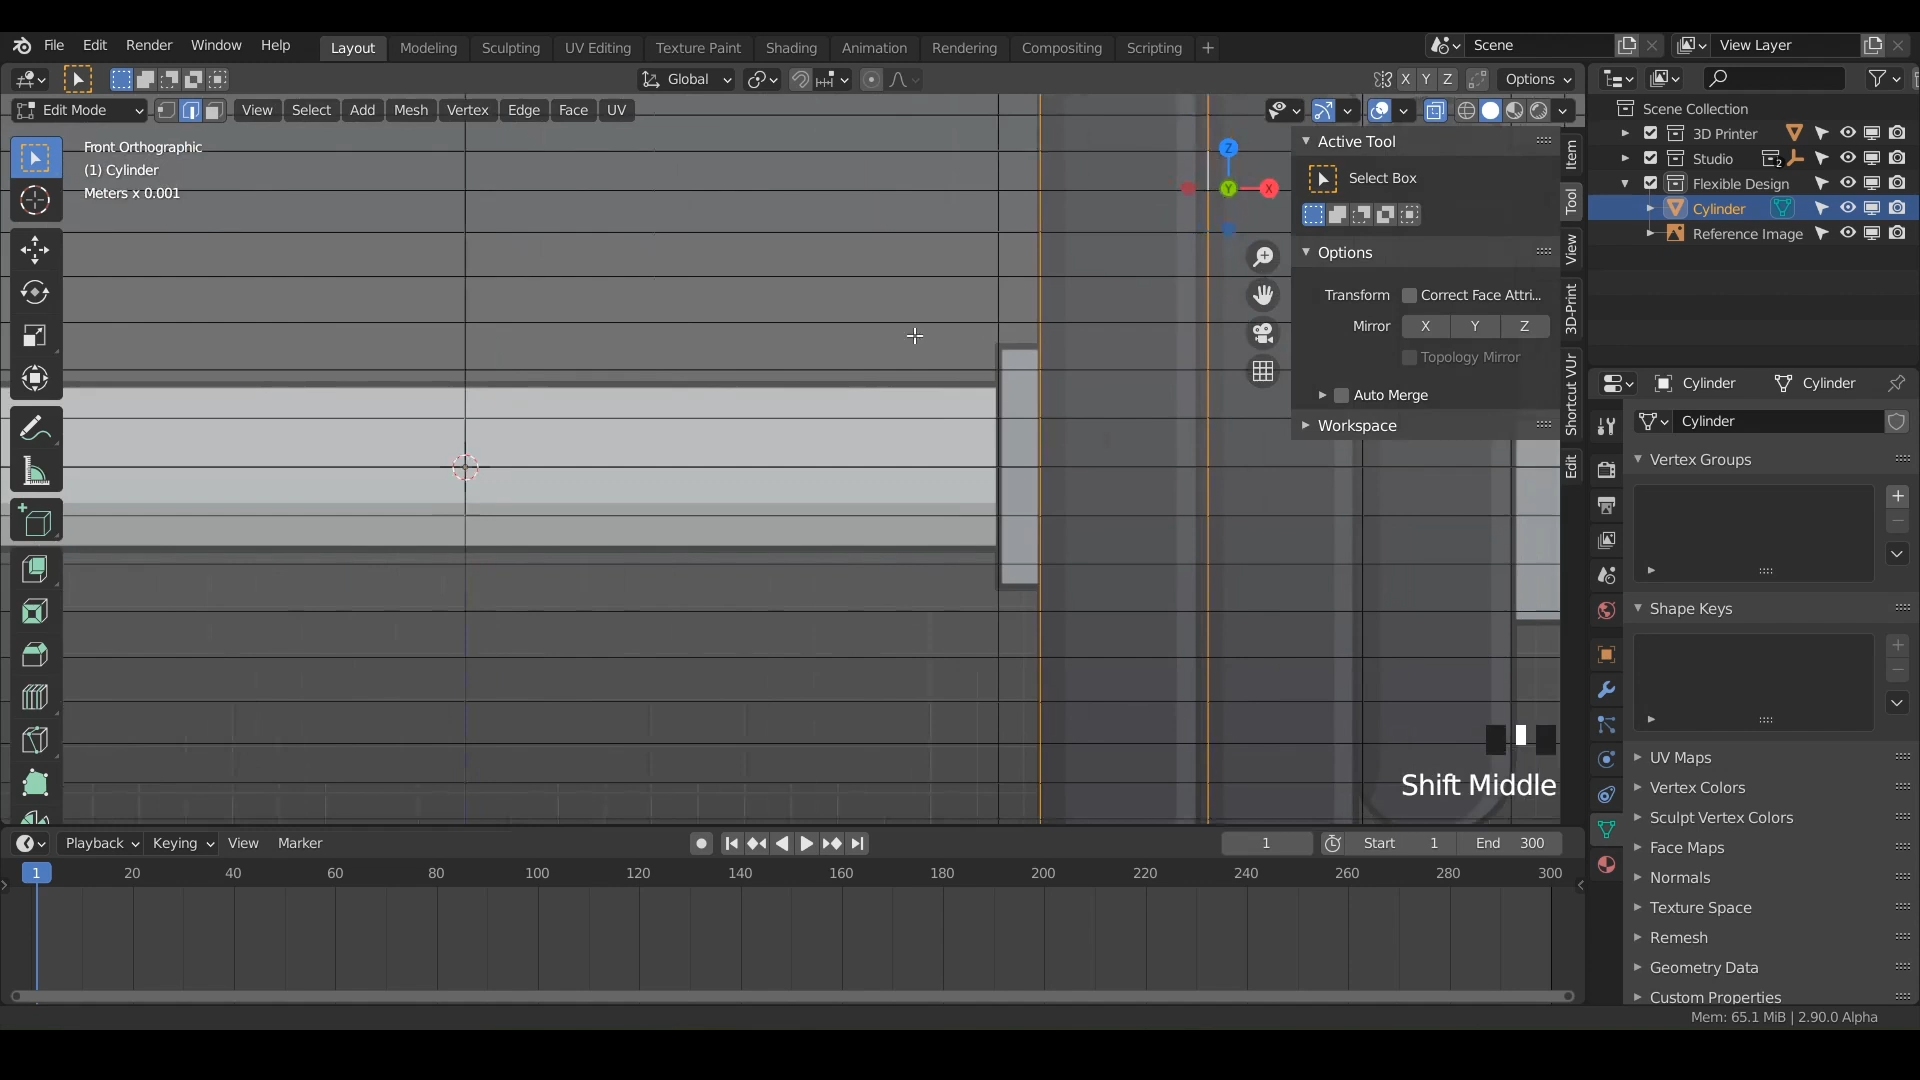 File Edit Render Window Help Layout Modeling Sculpting UV Editing Texture Paint Shading Animation Rendering Compositing Scripting + Scene View Layer
Global X Y Z Options
Edit Mode View Select Add Mesh Vertex Edge Face UV
Front Orthographic
(1) Cylinder
Meters x 0.001
Z
Y
X
Active Tool
Select Box
Options
Transform Correct Face Attri...
Mirror X Y Z
Topology Mirror
Auto Merge
Workspace
Item
Tool
View
3D-Print
Shortcut VUr
Edit
Shift Middle
Scene Collection
3D Printer
Studio 2
Flexible Design
Cylinder
Reference Image
Cylinder Cylinder
Cylinder
Vertex Groups
Shape Keys
UV Maps
Vertex Colors
Sculpt Vertex Colors
Face Maps
Normals
Texture Space
Remesh
Geometry Data
Custom Properties
Playback Keying View Marker 1 Start 1 End 300
1 20 40 60 80 100 120 140 160 180 200 220 240 260 280 300
Mem: 65.1 MiB | 2.90.0 Alpha